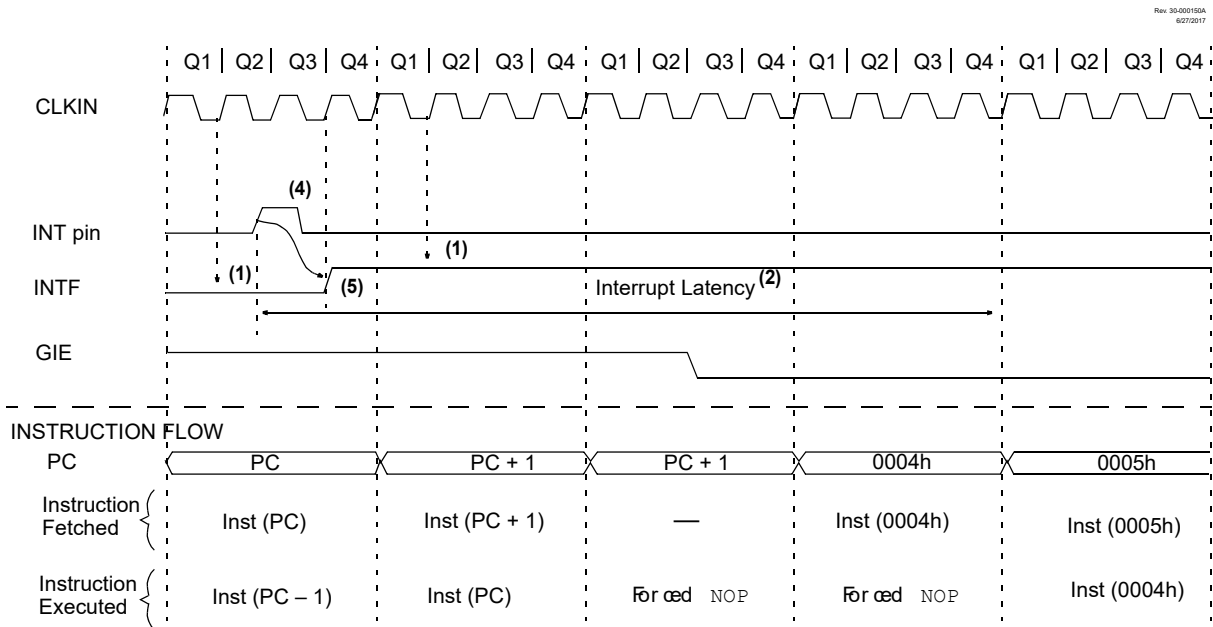 Rev. 30-000150A
6/27/2017
Q1 Q2 Q3 Q4 Q1 Q2 Q3 Q4 Q1 Q2 Q3 Q4 Q1 Q2 Q3 Q4 Q1 Q2 Q3 Q4
CLKIN
(4)
INT pin
(1)
(1)
INTF
(5)
Interrupt Latency (2)
GIE
INSTRUCTION FLOW
PC PC PC + 1 PC + 1 0004h 0005h
Instruction
Fetched
Inst (PC) Inst (PC + 1) — Inst (0004h) Inst (0005h)
Instruction
Executed
Inst (PC – 1) Inst (PC) Forced NOP Forced NOP Inst (0004h)